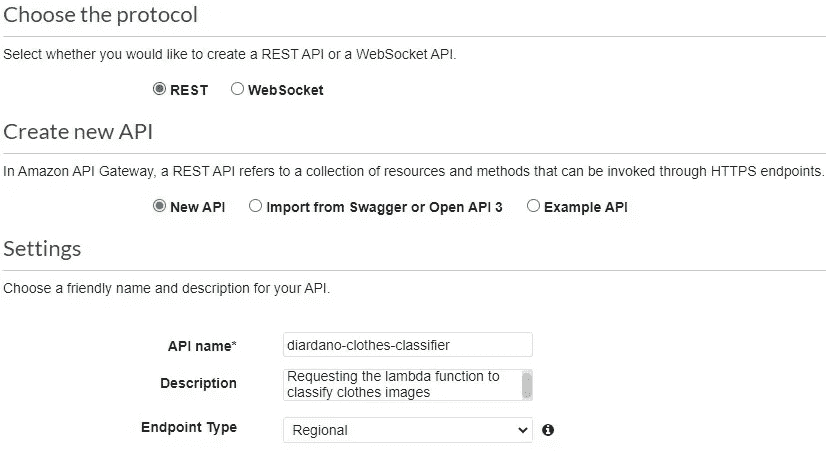 Choose the protocol
Select whether you would like to create a REST API or a WebSocket API.
REST WebSocket
Create new API
In Amazon API Gateway, a REST API refers to a collection of resources and methods that can be invoked through HTTPS endpoints.
New API Import from Swagger or Open API 3 Example API
Settings
Choose a friendly name and description for your API.
API name* diardano-clothes-classifier
Description Requesting the lambda function to
classify clothes images
Endpoint Type Regional